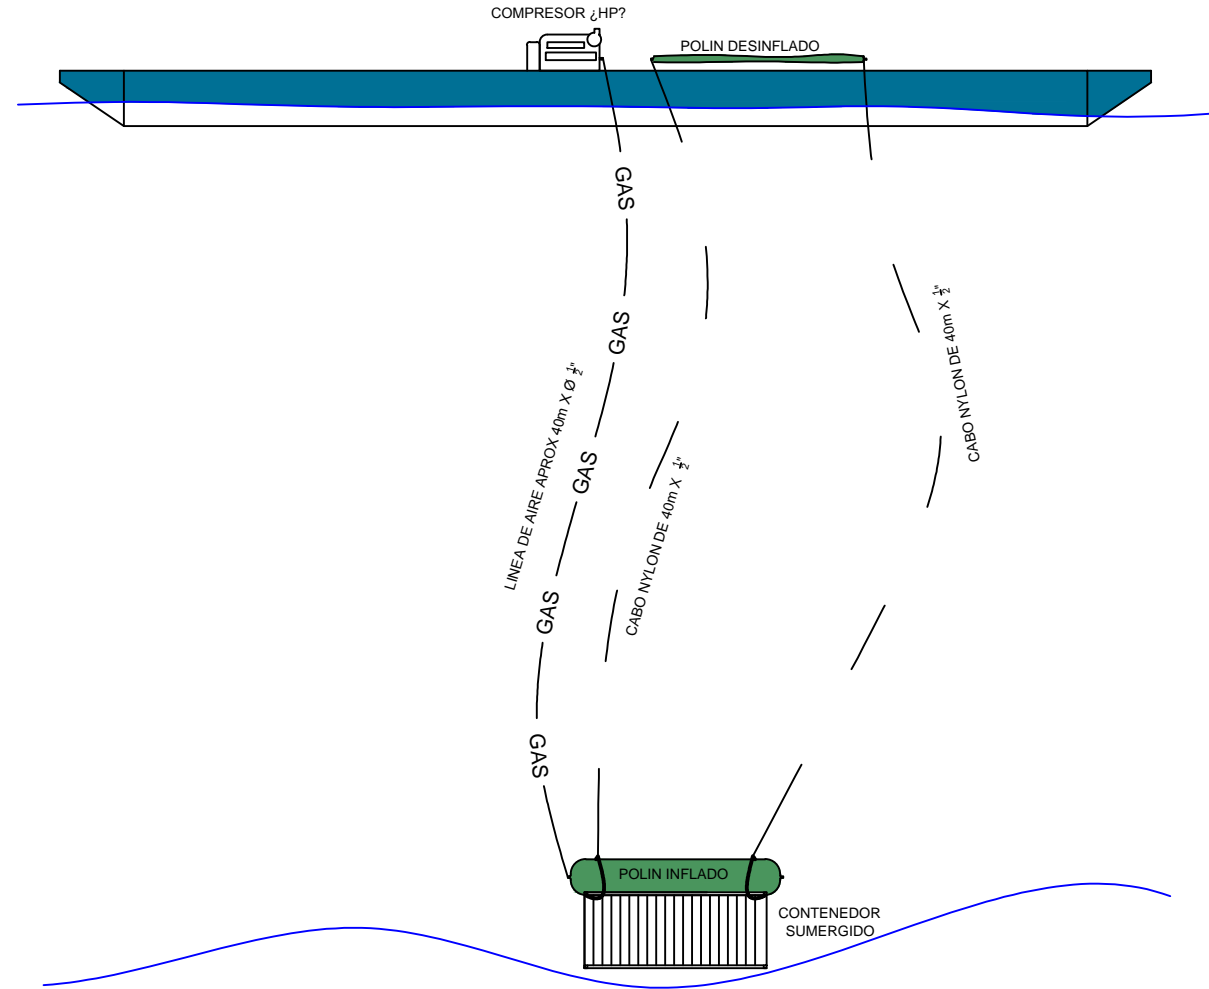 COMPRESOR ¿HP?
POLIN DESINFLADO
GAS
GAS
GAS
GAS
GAS
LINEA DE AIRE APROX 40m X Ø 1/2"
CABO NYLON DE 40m X 1/2"
CABO NYLON DE 40m X 1/2"
POLIN INFLADO
CONTENEDOR
SUMERGIDO